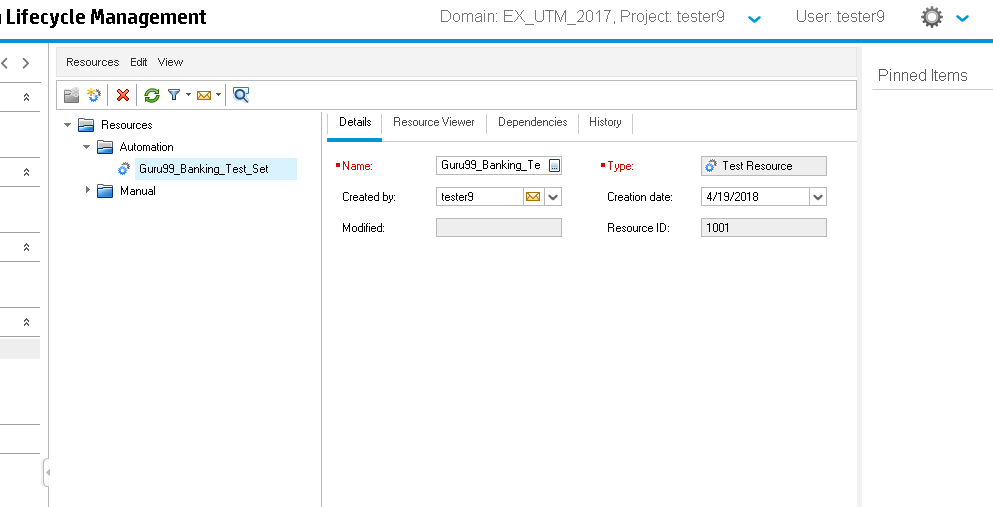 Lifecycle Management
Domain: EX_UTM_2017, Project: tester9
User: tester9
Resources Edit View
Pinned Items
Resources
Automation
Guru99_Banking_Test_Set
Manual
Details Resource Viewer Dependencies History
Name: Guru99_Banking_Te
Type: Test Resource
Created by: tester9
Creation date: 4/19/2018
Modified:
Resource ID: 1001